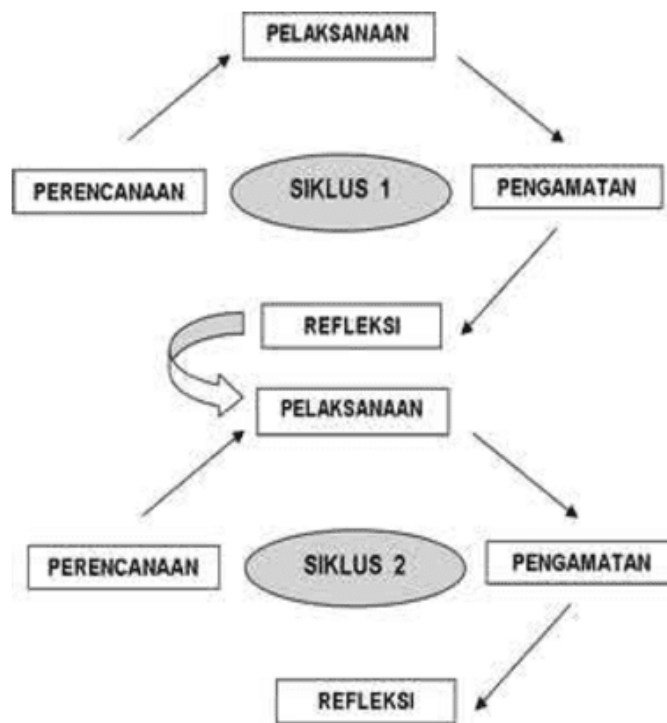 PELAKSANAAN
PERENCANAAN
SIKLUS 1
PENGAMATAN
REFLEKSI
PELAKSANAAN
PERENCANAAN
SIKLUS 2
PENGAMATAN
REFLEKSI